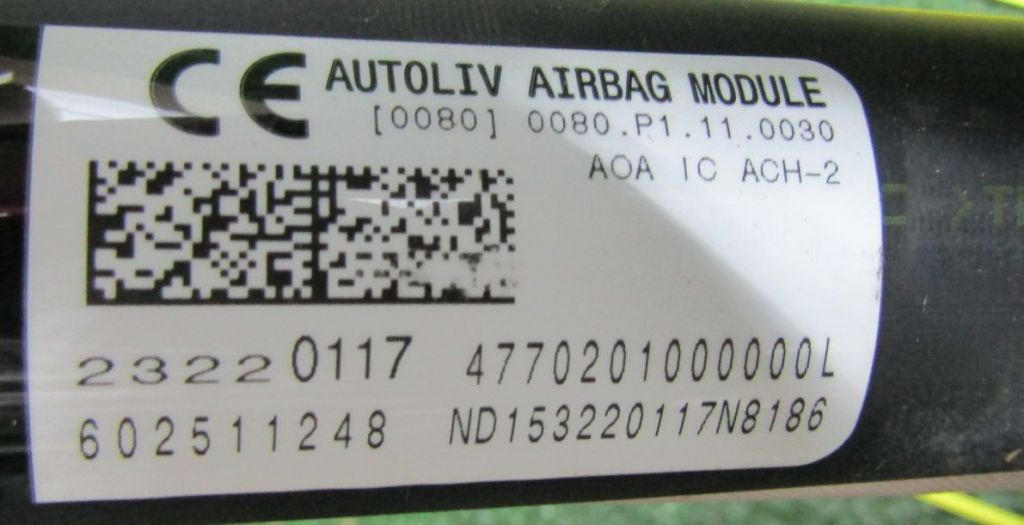 CE AUTOLIV AIRBAG MODULE
[0080] 0080.P1.11.0030
AOA IC ACH-2
23220117 4770201000000L
602511248 ND153220117N8186